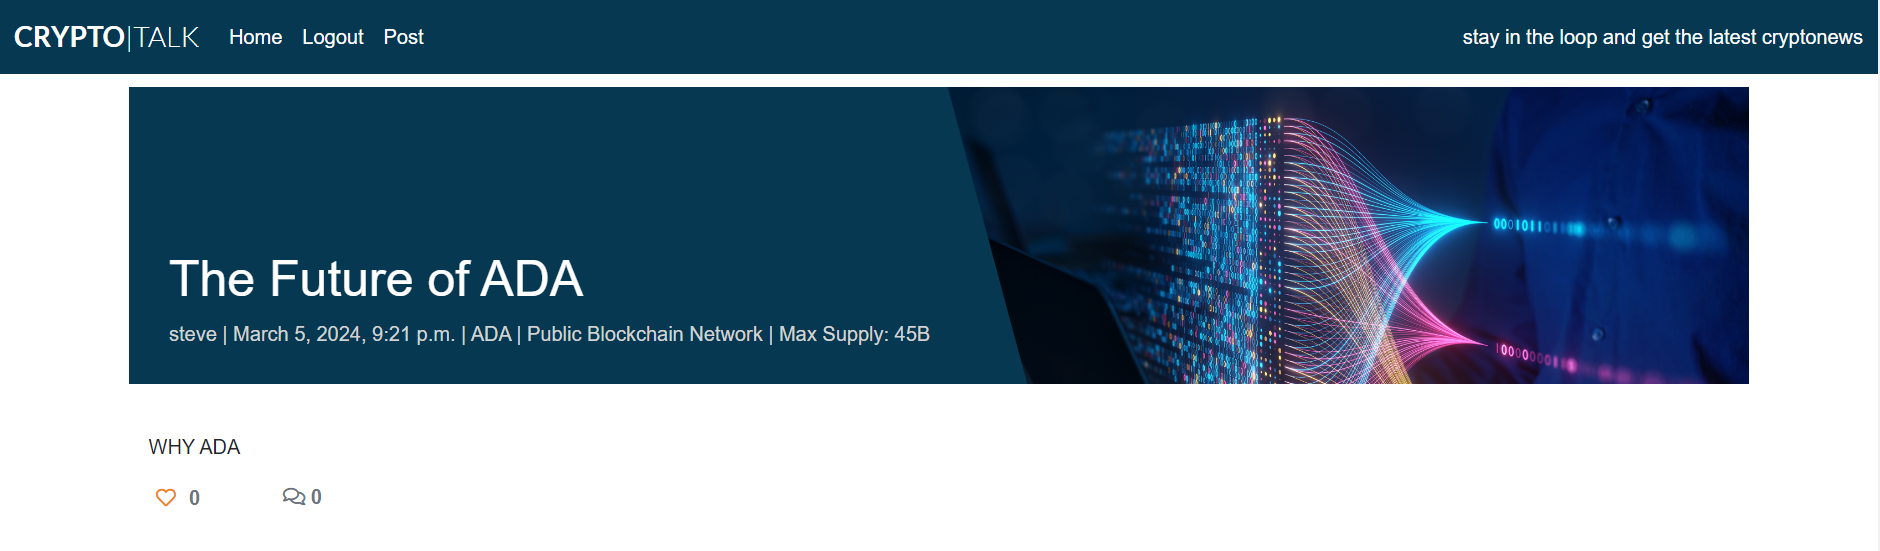 CRYPTO|TALK Home Logout Post stay in the loop and get the latest cryptonews
The Future of ADA
steve | March 5, 2024, 9:21 p.m. | ADA | Public Blockchain Network | Max Supply: 45B
WHY ADA
0 0